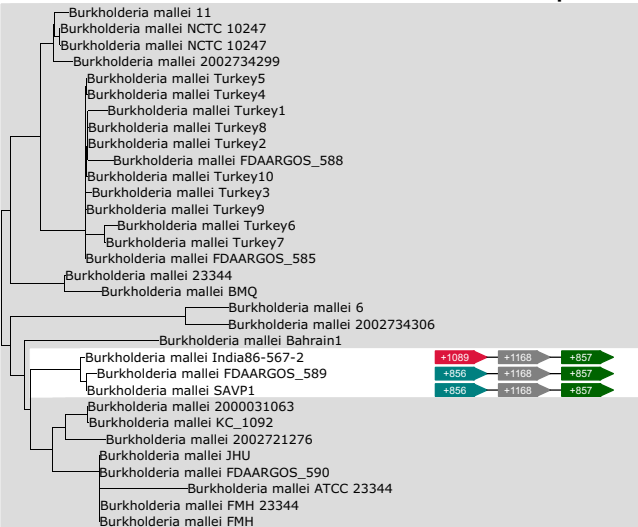 Burkholderia mallei 11
Burkholderia mallei NCTC 10247
Burkholderia mallei NCTC 10247
Burkholderia mallei 2002734299
Burkholderia mallei Turkey5
Burkholderia mallei Turkey4
Burkholderia mallei Turkey1
Burkholderia mallei Turkey8
Burkholderia mallei Turkey2
Burkholderia mallei FDAARGOS_588
Burkholderia mallei Turkey10
Burkholderia mallei Turkey3
Burkholderia mallei Turkey9
Burkholderia mallei Turkey6
Burkholderia mallei Turkey7
Burkholderia mallei FDAARGOS_585
Burkholderia mallei 23344
Burkholderia mallei BMQ
Burkholderia mallei 6
Burkholderia mallei 2002734306
Burkholderia mallei Bahrain1
Burkholderia mallei India86-567-2 +1089 +1168 +857
Burkholderia mallei FDAARGOS_589 +856 +1168 +857
Burkholderia mallei SAVP1 +856 +1168 +857
Burkholderia mallei 2000031063
Burkholderia mallei KC_1092
Burkholderia mallei 2002721276
Burkholderia mallei JHU
Burkholderia mallei FDAARGOS_590
Burkholderia mallei ATCC 23344
Burkholderia mallei FMH 23344
Burkholderia mallei FMH